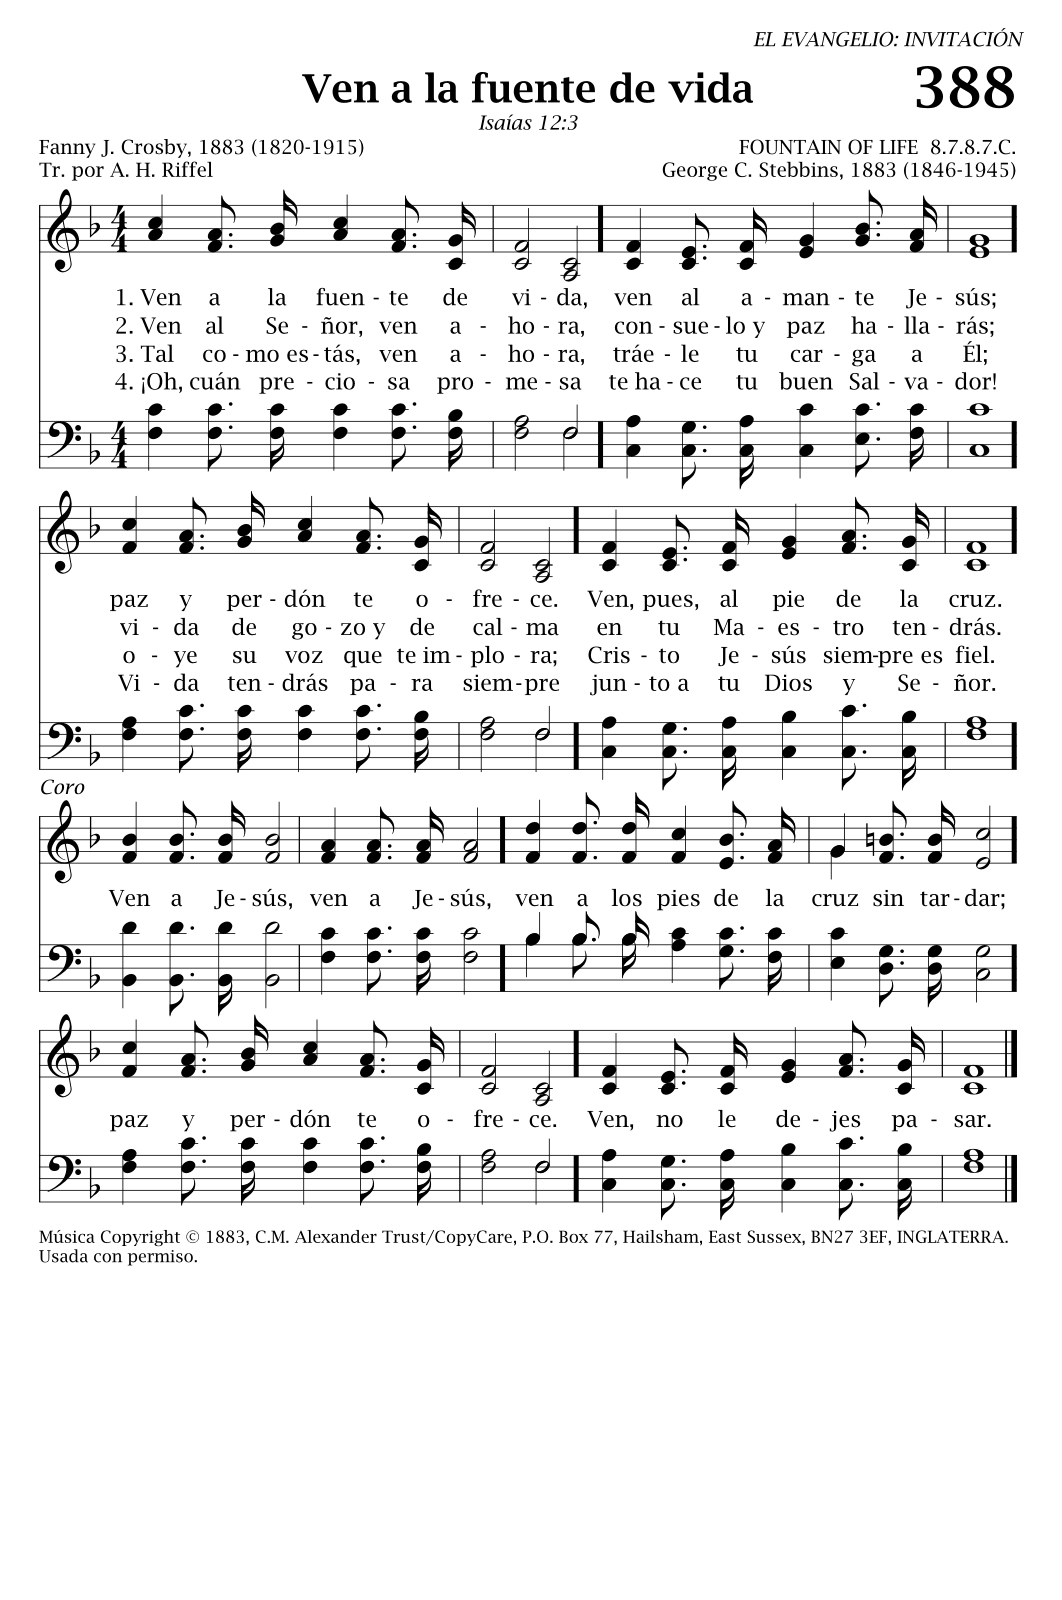 EL EVANGELIO: INVITACIÓN
Ven a la fuente de vida 388
Isaías 12:3
Fanny J. Crosby, 1883 (1820-1915) FOUNTAIN OF LIFE 8.7.8.7.C.
Tr. por A. H. Riffel George C. Stebbins, 1883 (1846-1945)
1. Ven a la fuen - te de vi - da, ven al a - man - te Je - sús;
2. Ven al Se - ñor, ven a - ho - ra, con - sue - lo y paz ha - lla - rás;
3. Tal co - mo es - tás, ven a - ho - ra, tráe - le tu car - ga a Él;
4. ¡Oh, cuán pre - cio - sa pro - me - sa te ha - ce tu buen Sal - va - dor!
paz y per - dón te o - fre - ce. Ven, pues, al pie de la cruz.
vi - da de go - zo y de cal - ma en tu Ma - es - tro ten - drás.
o - ye su voz que te im - plo - ra; Cris - to Je - sús siem - pre es fiel.
Vi - da ten - drás pa - ra siem - pre jun - to a tu Dios y Se - ñor.
Coro
Ven a Je - sús, ven a Je - sús, ven a los pies de la cruz sin tar - dar;
paz y per - dón te o - fre - ce. Ven, no le de - jes pa - sar.
Música Copyright © 1883, C.M. Alexander Trust/CopyCare, P.O. Box 77, Hailsham, East Sussex, BN27 3EF, INGLATERRA.
Usada con permiso.